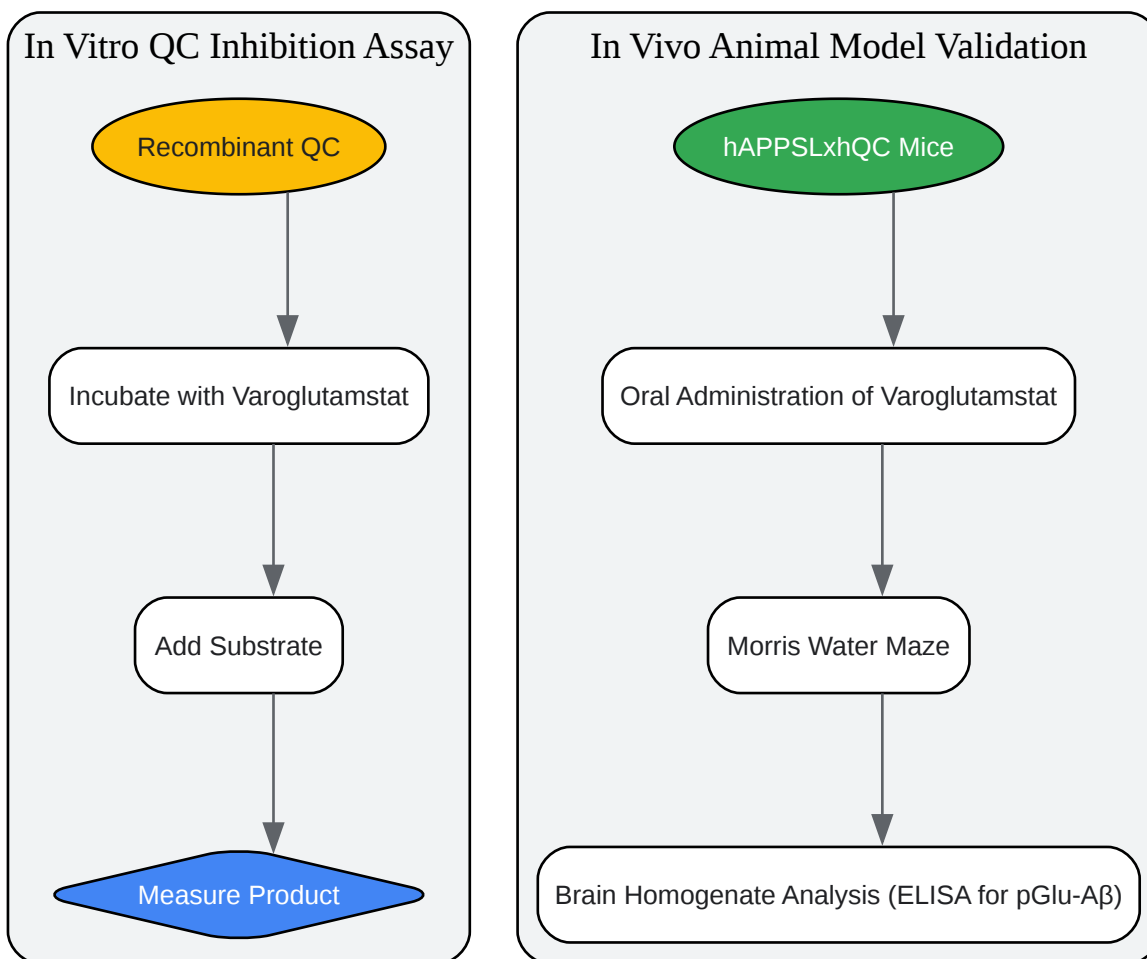 In Vitro QC Inhibition Assay
Recombinant QC
Incubate with Varoglutamstat
Add Substrate
Measure Product
In Vivo Animal Model Validation
hAPPSLxhQC Mice
Oral Administration of Varoglutamstat
Morris Water Maze
Brain Homogenate Analysis (ELISA for pGlu-Aβ)